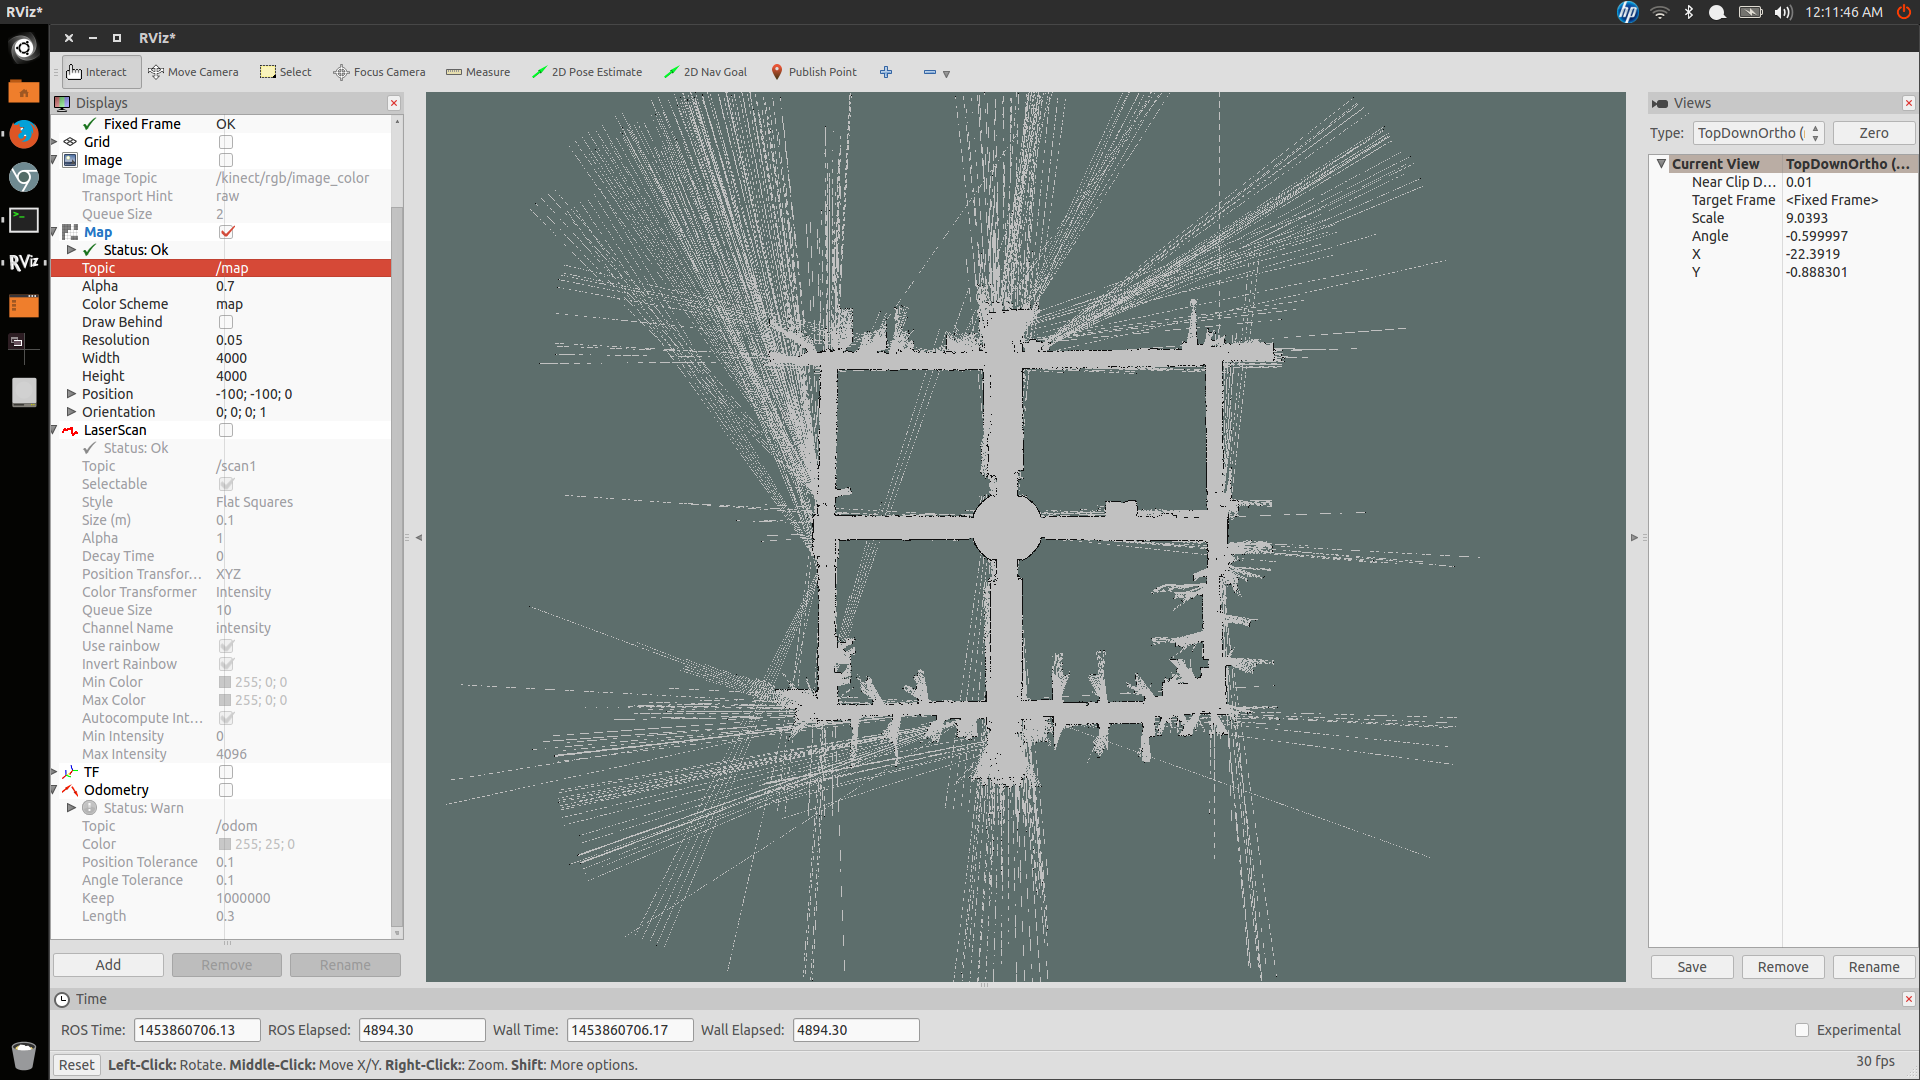 RViz*
hp
12:11:46 AM
RViz*
Interact
Move Camera
Select
Focus Camera
Measure
2D Pose Estimate
2D Nav Goal
Publish Point
Displays
Fixed Frame OK
Grid
Image
Image Topic /kinect/rgb/image_color
Transport Hint raw
Queue Size 2
Map
Status: Ok
Topic /map
Alpha 0.7
Color Scheme map
Draw Behind
Resolution 0.05
Width 4000
Height 4000
Position -100; -100; 0
Orientation 0; 0; 0; 1
LaserScan
Status: Ok
Topic /scan1
Selectable
Style Flat Squares
Size (m) 0.1
Alpha 1
Decay Time 0
Position Transfor... XYZ
Color Transformer Intensity
Queue Size 10
Channel Name intensity
Use rainbow
Invert Rainbow
Min Color 255; 0; 0
Max Color 255; 0; 0
Autocompute Int...
Min Intensity 0
Max Intensity 4096
TF
Odometry
Status: Warn
Topic /odom
Color 255; 25; 0
Position Tolerance 0.1
Angle Tolerance 0.1
Keep 1000000
Length 0.3
Add
Remove
Rename
RViz
Views
Type: TopDownOrtho (
Zero
Current View TopDownOrtho (...
Near Clip D... 0.01
Target Frame <Fixed Frame>
Scale 9.0393
Angle -0.599997
X -22.3919
Y -0.888301
Save
Remove
Rename
Time
ROS Time: 1453860706.13 ROS Elapsed: 4894.30 Wall Time: 1453860706.17 Wall Elapsed: 4894.30
Experimental
Reset
Left-Click: Rotate. Middle-Click: Move X/Y. Right-Click:: Zoom. Shift: More options.
30 fps